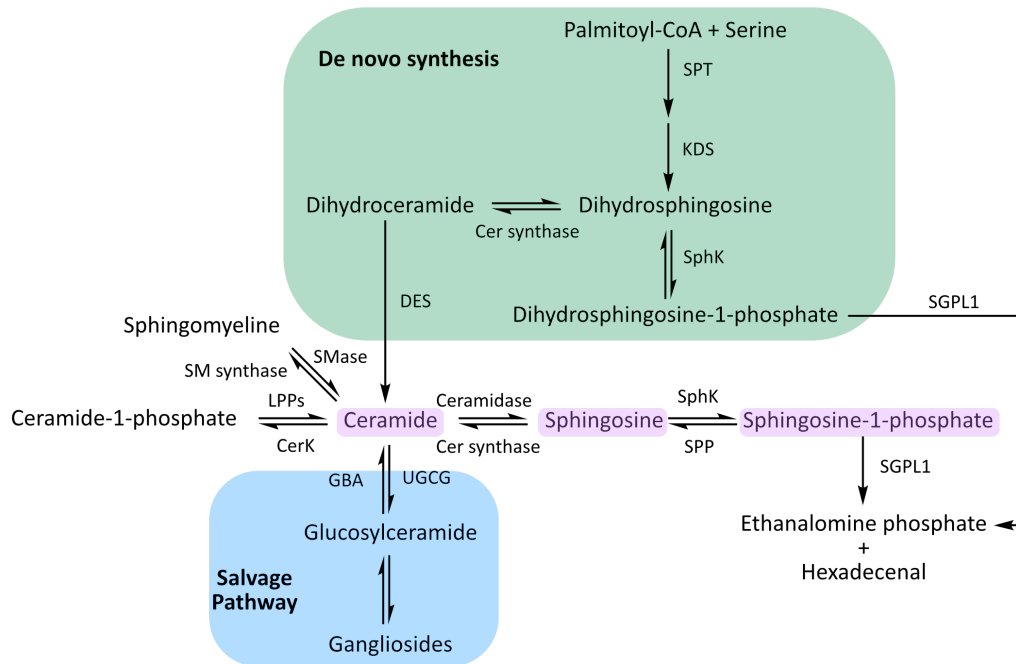 Palmitoyl-CoA + Serine
De novo synthesis
SPT
KDS
Dihydroceramide
Dihydrosphingosine
Cer synthase
SphK
DES
Dihydrosphingosine-1-phosphate
SGPL1
Sphingomyeline
SMase
SM synthase
LPPs
Ceramidase
SphK
Ceramide-1-phosphate
Ceramide
Sphingosine
Sphingosine-1-phosphate
CerK
Cer synthase
SPP
GBA
UGCG
SGPL1
Glucosylceramide
Ethanalomine phosphate
+
Hexadecenal
Salvage
Pathway
Gangliosides